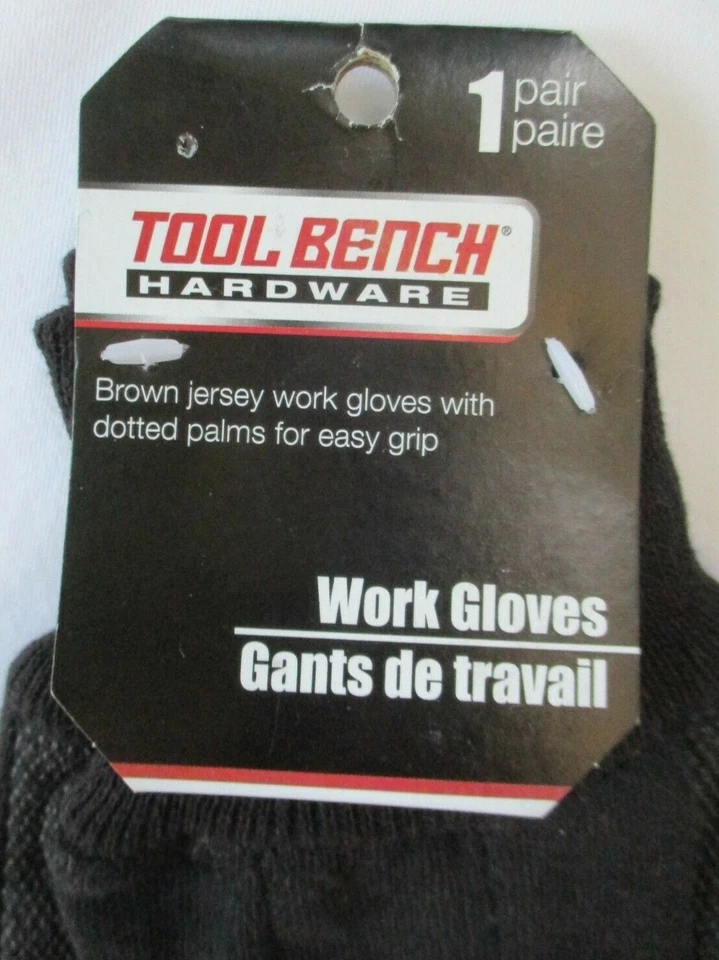 1 pair
paire
TOOL BENCH®
HARDWARE
Brown jersey work gloves with
dotted palms for easy grip
Work Gloves
Gants de travail